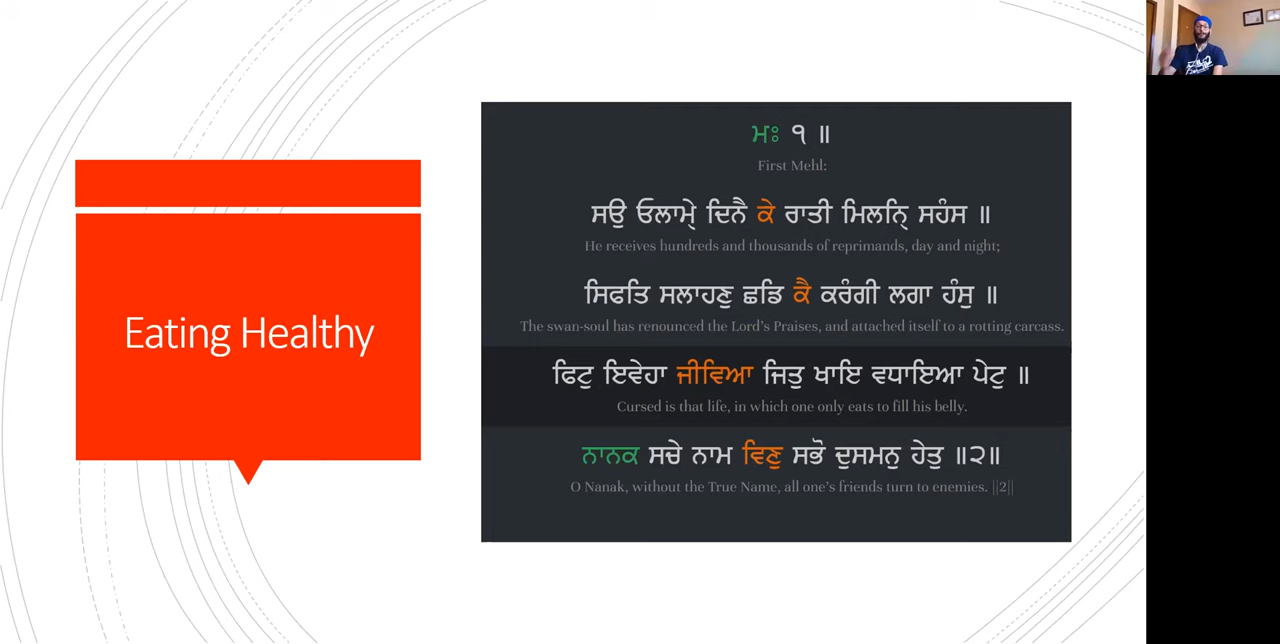 Eating Healthy
ਮਃ ੧ ॥
First Mehl:
ਸਉ ਓਲਾਮ੍ਹੇ ਦਿਨੈ ਕੇ ਰਾਤੀ ਮਿਲਨ੍ਹਿ ਸਹੰਸ ॥
He receives hundreds and thousands of reprimands, day and night;
ਸਿਫਤਿ ਸਲਾਹਣੁ ਛਡਿ ਕੈ ਕਰੰਗੀ ਲਗਾ ਹੰਸੁ ॥
The swan-soul has renounced the Lord's Praises, and attached itself to a rotting carcass.
ਫਿਟੁ ਇਵੇਹਾ ਜੀਵਿਆ ਜਿਤੁ ਖਾਇ ਵਧਾਇਆ ਪੇਟੁ ॥
Cursed is that life, in which one only eats to fill his belly.
ਨਾਨਕ ਸਚੇ ਨਾਮ ਵਿਣੁ ਸਭੋ ਦੁਸਮਨੁ ਹੇਤੁ ॥੨॥
O Nanak, without the True Name, all one's friends turn to enemies. ||2||